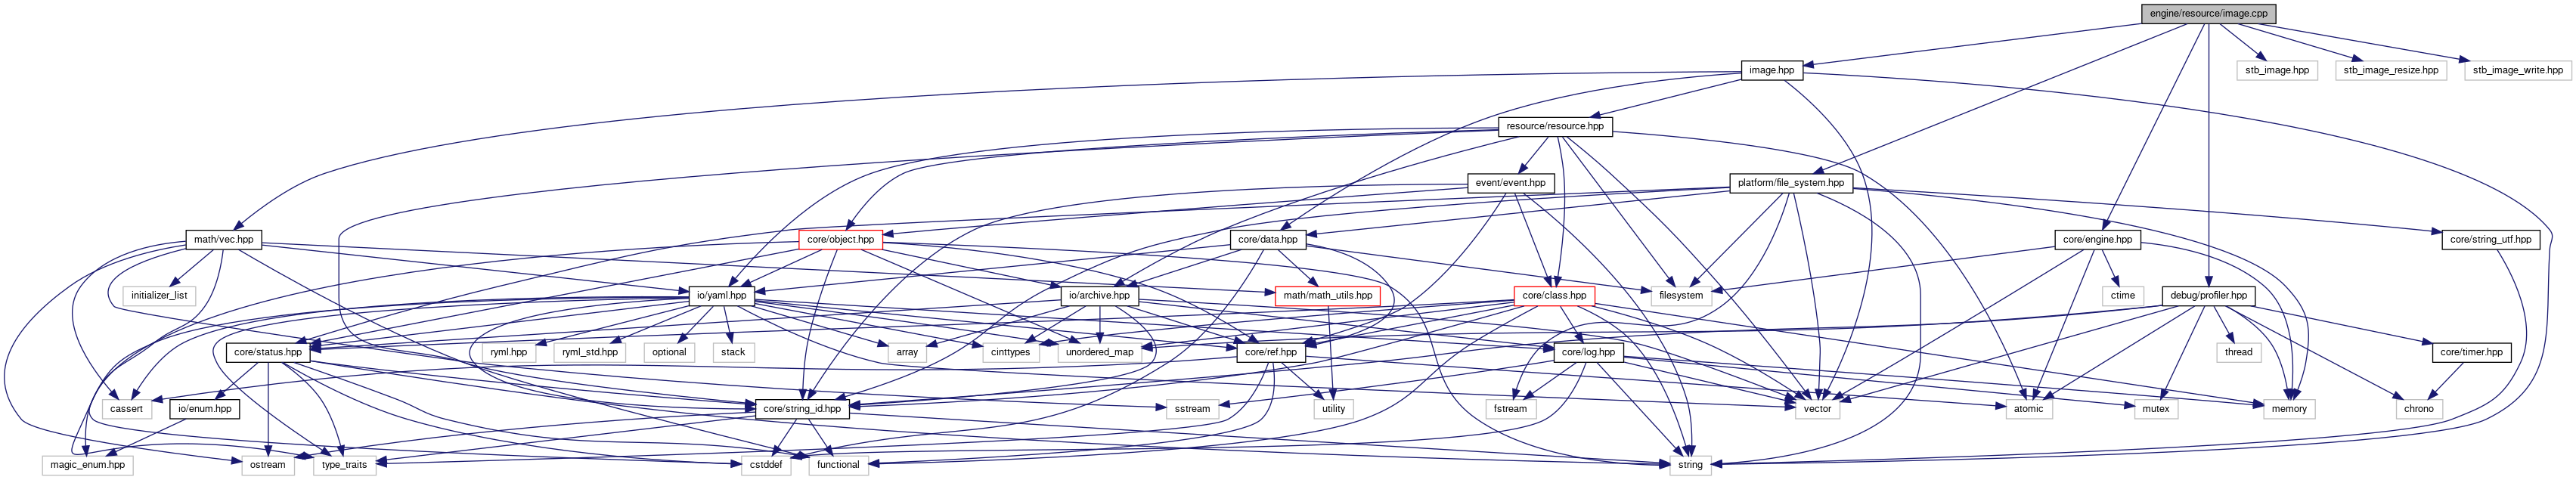 engine/resource/image.cpp
image.hpp
stb_image.hpp
stb_image_resize.hpp
stb_image_write.hpp
resource/resource.hpp
event/event.hpp
platform/file_system.hpp
math/vec.hpp
core/object.hpp
core/data.hpp
core/engine.hpp
core/string_utf.hpp
initializer_list
io/yaml.hpp
io/archive.hpp
math/math_utils.hpp
core/class.hpp
filesystem
ctime
debug/profiler.hpp
core/status.hpp
ryml.hpp
ryml_std.hpp
optional
stack
array
cinttypes
unordered_map
core/ref.hpp
core/log.hpp
thread
core/timer.hpp
cassert
io/enum.hpp
core/string_id.hpp
sstream
utility
fstream
vector
atomic
mutex
memory
chrono
magic_enum.hpp
ostream
type_traits
cstddef
functional
string